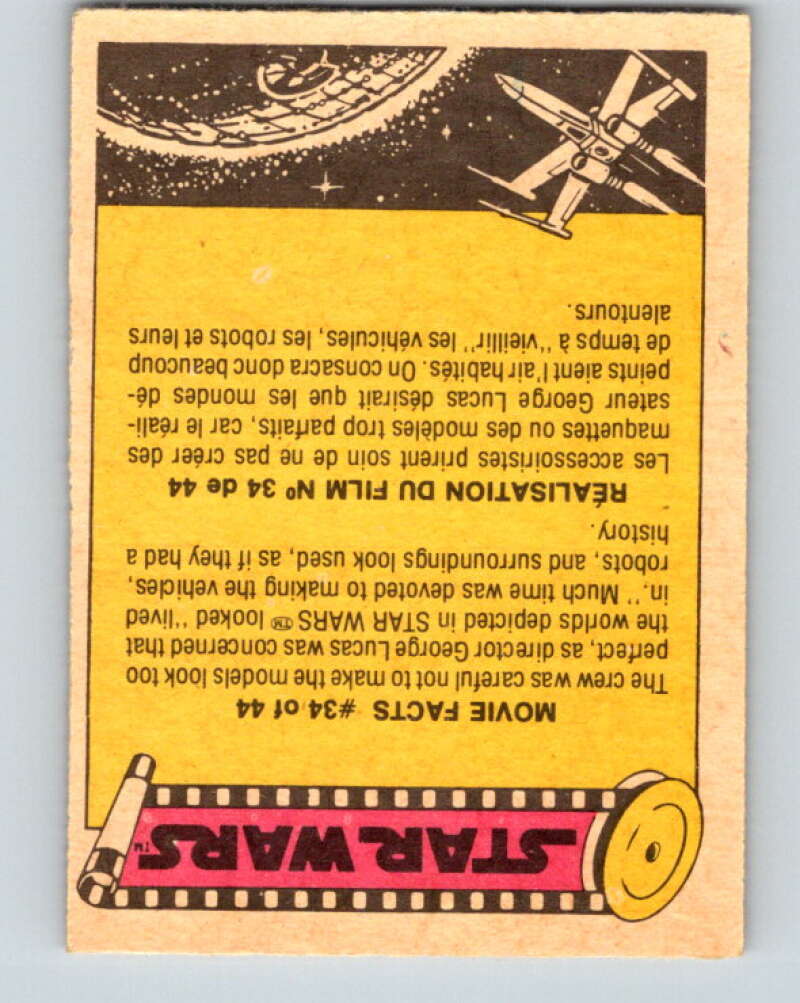 STAR WARS™
MOVIE FACTS #34 of 44
The crew was careful not to make the models look too
perfect, as director George Lucas was concerned that
the worlds depicted in STAR WARS ™ looked "lived
in." Much time was devoted to making the vehicles,
robots, and surroundings look used, as if they had a
history.
RÉALISATION DU FILM Nº 34 de 44
Les accessoiristes prirent soin de ne pas créer des
maquettes ou des modèles trop parfaits, car le réali-
sateur George Lucas désirait que les mondes dé-
peints aient l'air habités. On consacra donc beaucoup
de temps à "vieillir" les véhicules, les robots et leurs
alentours.